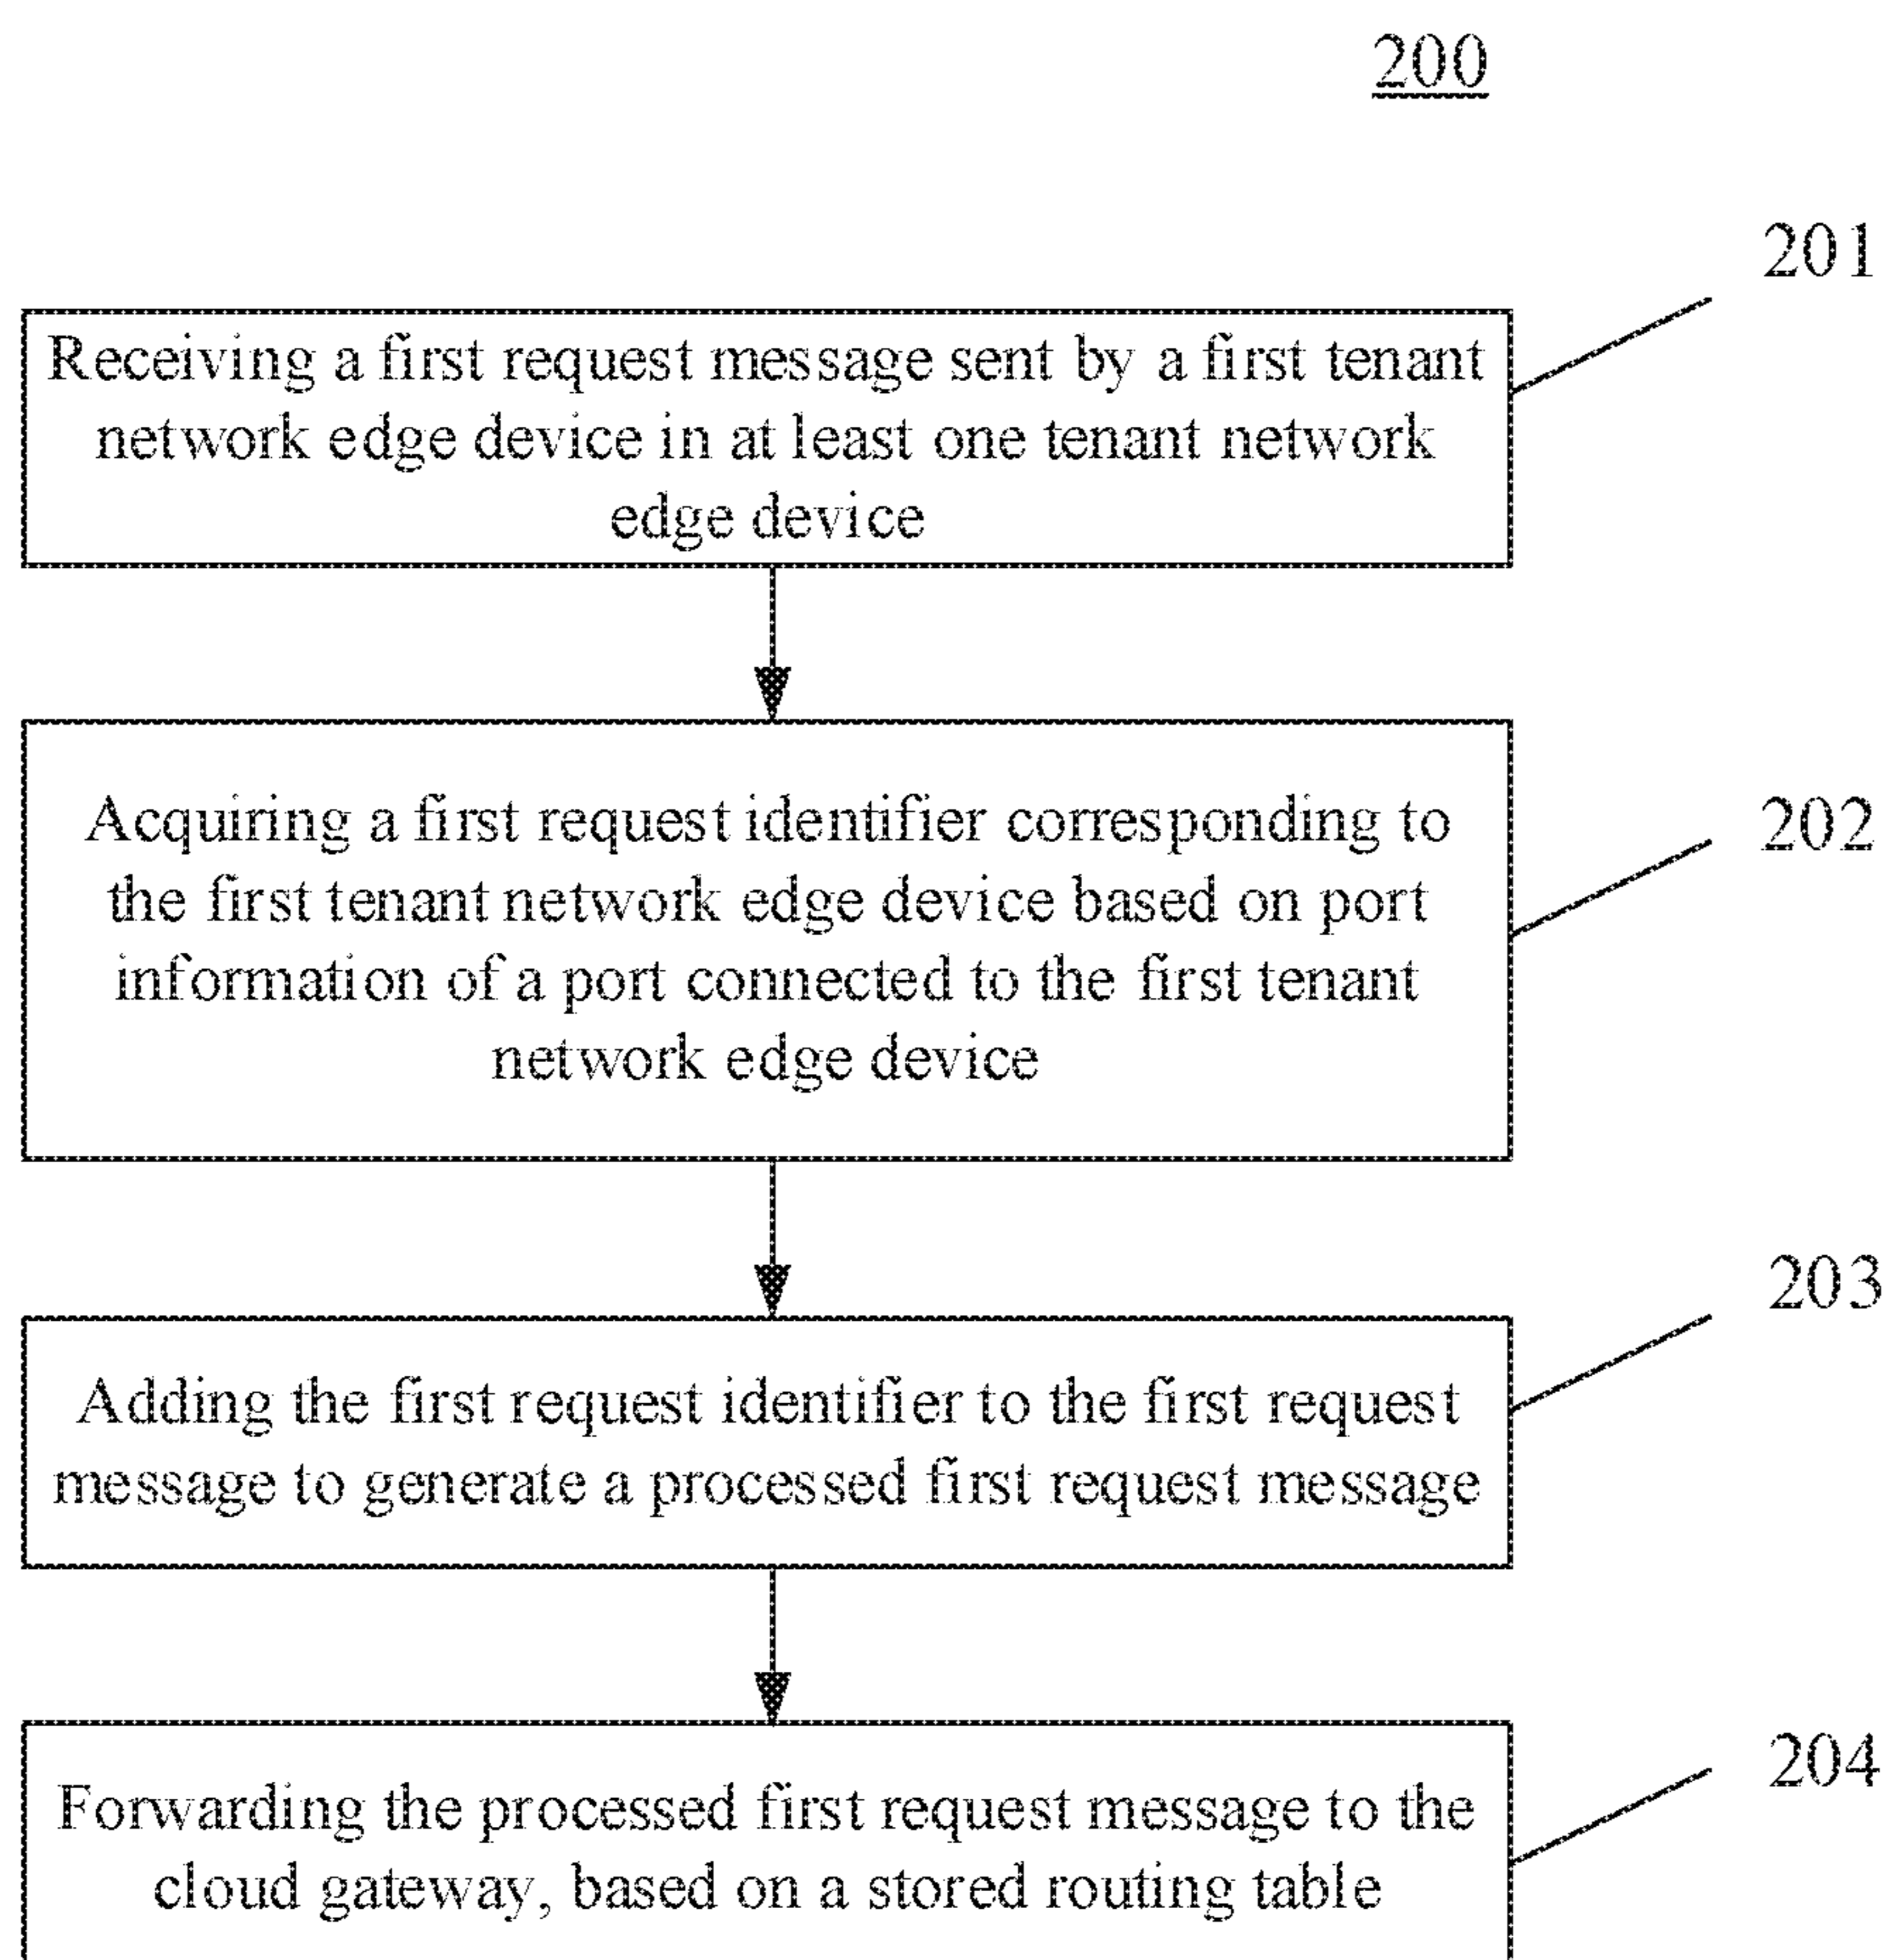 200
201
Receiving a first request message sent by a first tenant
network edge device in at least one tenant network
edge device
202
Acquiring a first request identifier corresponding to
the first tenant network edge device based on port
information of a port connected to the first tenant
network edge device
203
Adding the first request identifier to the first request
message to generate a processed first request message
204
Forwarding the processed first request message to the
cloud gateway, based on a stored routing table